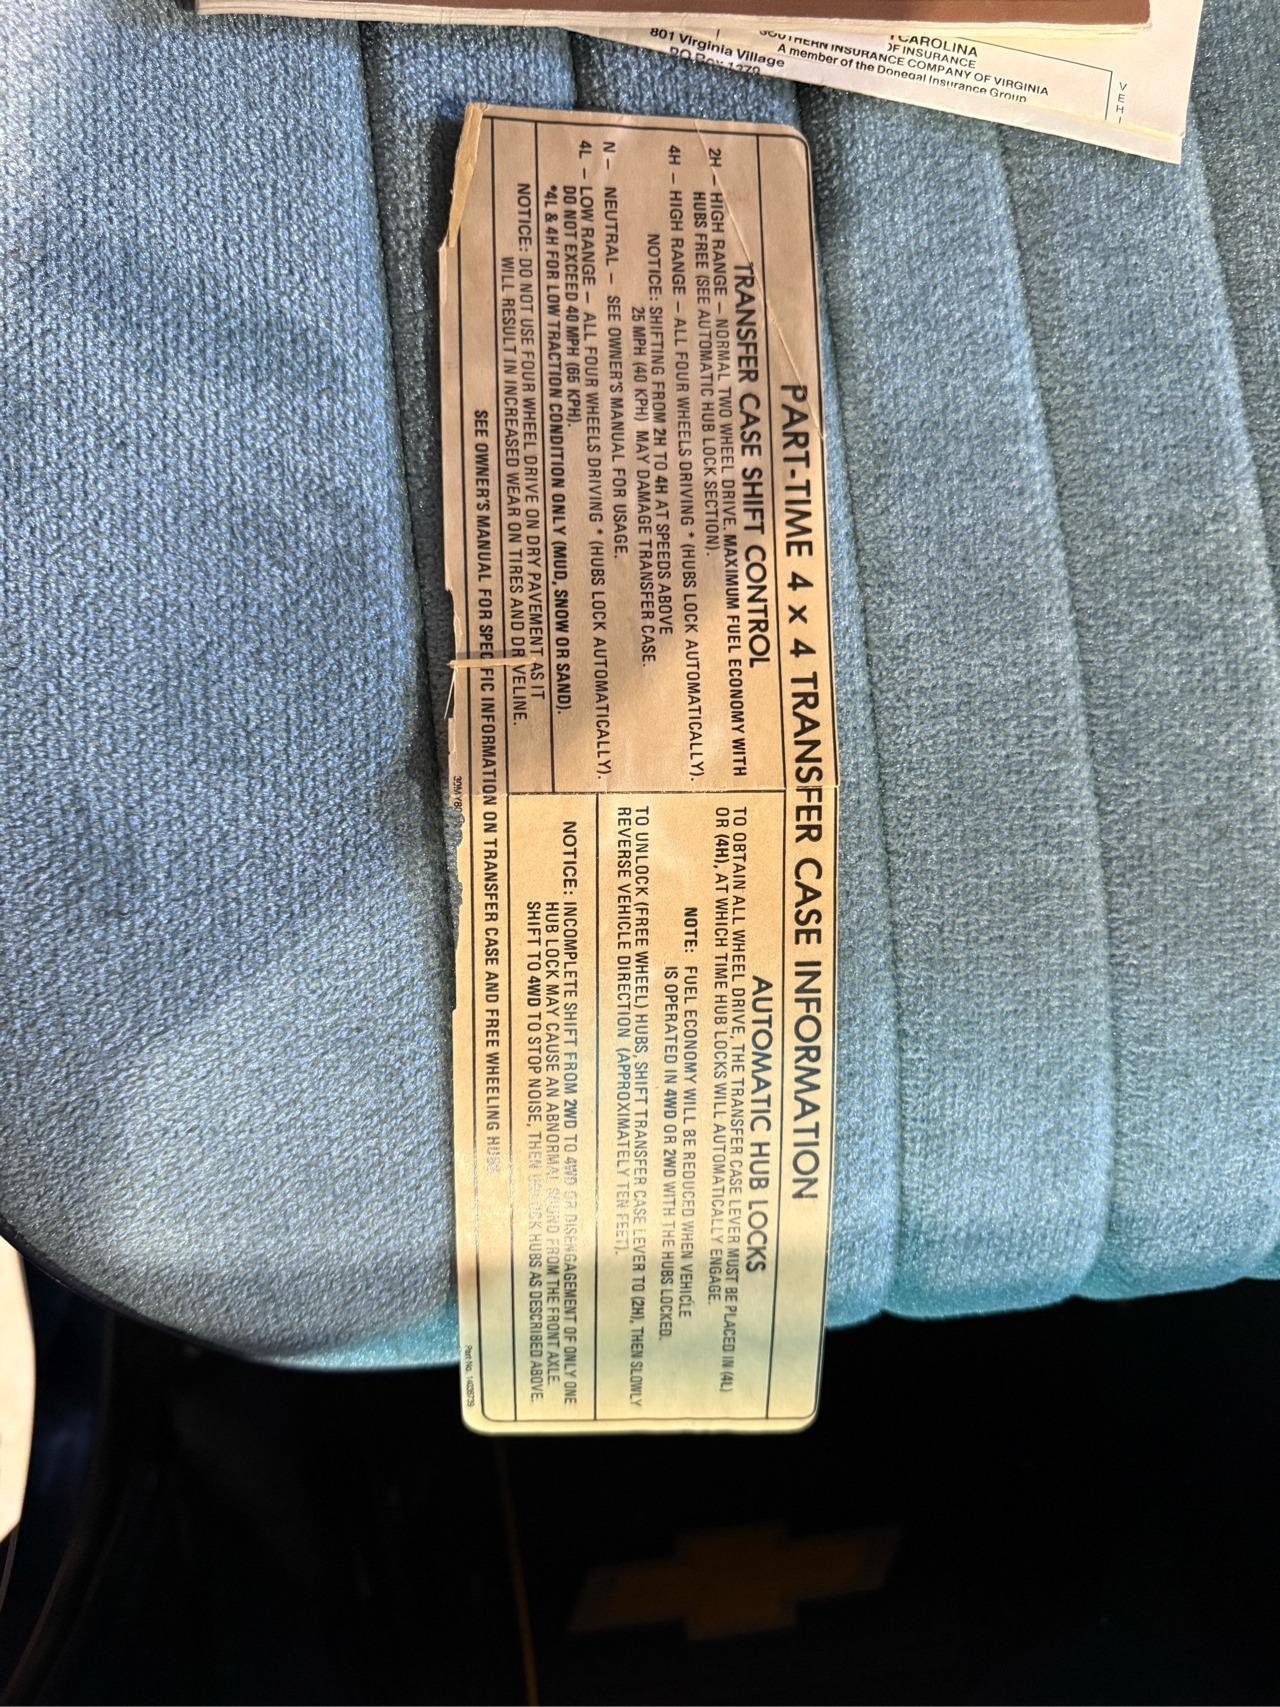 CAROLINA
OF INSURANCE
SOUTHERN INSURANCE COMPANY OF VIRGINIA
A member of the Donegal Insurance Group
801 Virginia Village
PO Box 1379
VEHI
PART-TIME 4 x 4 TRANSFER CASE INFORMATION
TRANSFER CASE SHIFT CONTROL
2H – HIGH RANGE – NORMAL TWO WHEEL DRIVE. MAXIMUM FUEL ECONOMY WITH
HUBS FREE (SEE AUTOMATIC HUB LOCK SECTION).
4H – HIGH RANGE – ALL FOUR WHEELS DRIVING * (HUBS LOCK AUTOMATICALLY).
NOTICE: SHIFTING FROM 2H TO 4H AT SPEEDS ABOVE
25 MPH (40 KPH) MAY DAMAGE TRANSFER CASE.
N – NEUTRAL – SEE OWNER'S MANUAL FOR USAGE.
4L – LOW RANGE – ALL FOUR WHEELS DRIVING * (HUBS LOCK AUTOMATICALLY).
DO NOT EXCEED 40 MPH (65 KPH).
*4L & 4H FOR LOW TRACTION CONDITION ONLY (MUD, SNOW OR SAND).
NOTICE: DO NOT USE FOUR WHEEL DRIVE ON DRY PAVEMENT AS IT
WILL RESULT IN INCREASED WEAR ON TIRES AND DRIVELINE.
AUTOMATIC HUB LOCKS
TO OBTAIN ALL WHEEL DRIVE, THE TRANSFER CASE LEVER MUST BE PLACED IN (4L)
OR (4H), AT WHICH TIME HUB LOCKS WILL AUTOMATICALLY ENGAGE.
NOTE: FUEL ECONOMY WILL BE REDUCED WHEN VEHICLE
IS OPERATED IN 4WD OR 2WD WITH THE HUBS LOCKED.
TO UNLOCK (FREE WHEEL) HUBS, SHIFT TRANSFER CASE LEVER TO (2H), THEN SLOWLY
REVERSE VEHICLE DIRECTION (APPROXIMATELY TEN FEET).
NOTICE: INCOMPLETE SHIFT FROM 2WD TO 4WD OR DISENGAGEMENT OF ONLY ONE
HUB LOCK MAY CAUSE AN ABNORMAL SOUND FROM THE FRONT AXLE.
SHIFT TO 4WD TO STOP NOISE, THEN UNLOCK HUBS AS DESCRIBED ABOVE.
SEE OWNER'S MANUAL FOR SPECIFIC INFORMATION ON TRANSFER CASE AND FREE WHEELING HUBS
Part No. 14026739